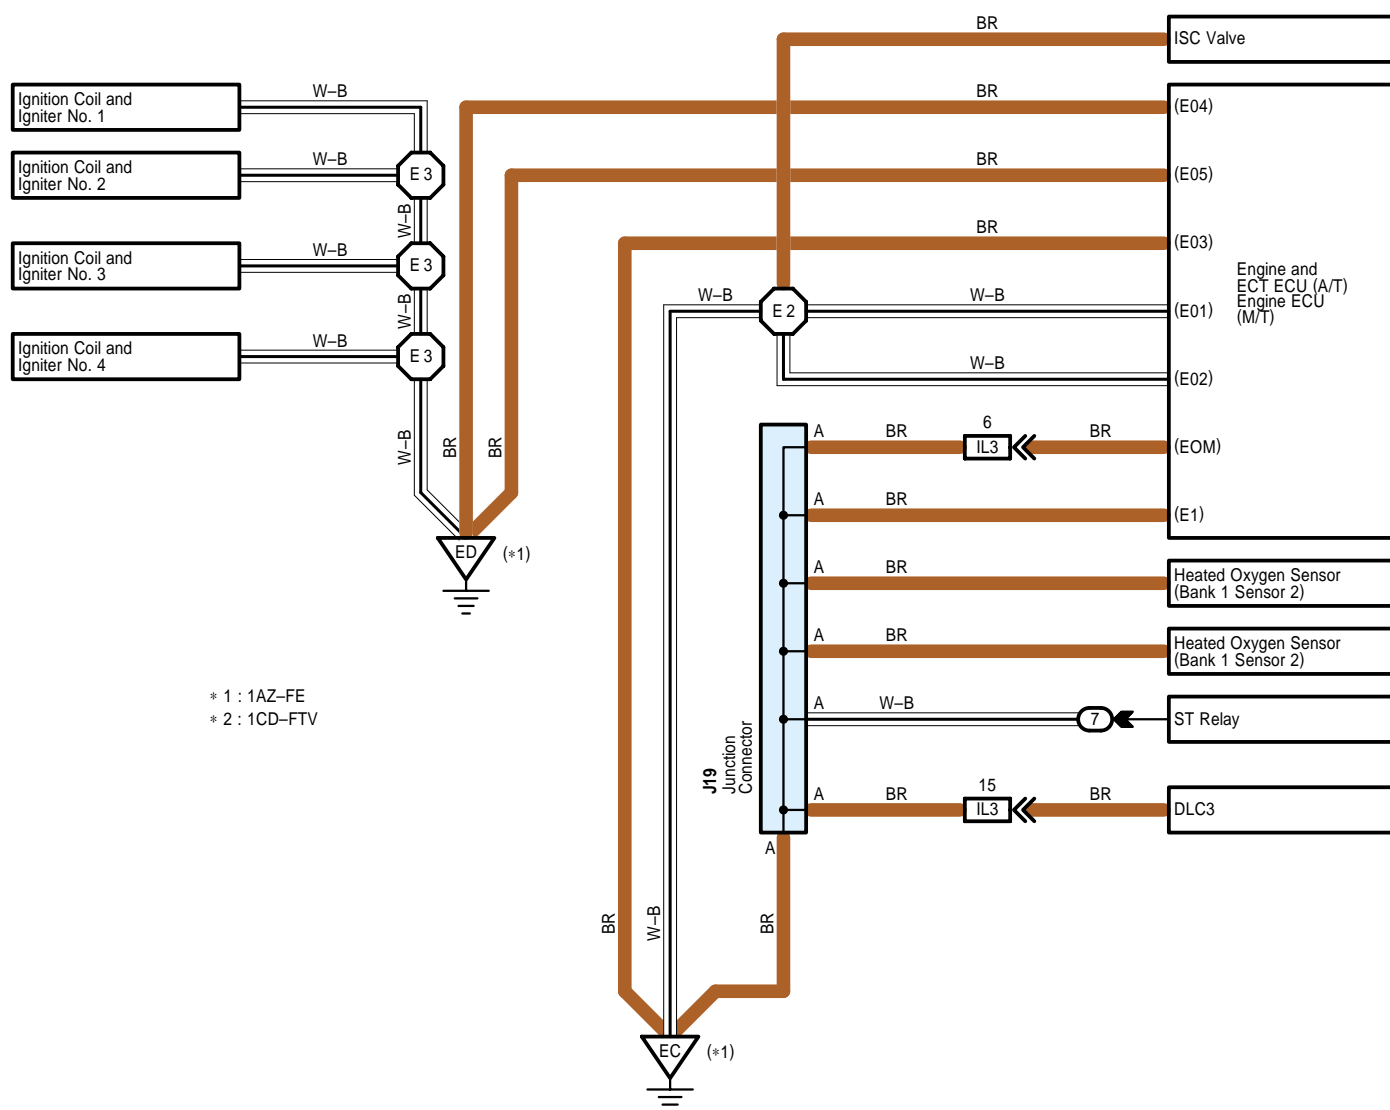 BR
ISC Valve
Ignition Coil and
Igniter No. 1
W–B
BR
(E04)
Ignition Coil and
Igniter No. 2
W–B
E 3
BR
(E05)
W–B
BR
(E03)
Ignition Coil and
Igniter No. 3
W–B
E 3
Engine and
ECT ECU (A/T)
Engine ECU
(M/T)
W–B
W–B
E 2
W–B
(E01)
Ignition Coil and
Igniter No. 4
W–B
E 3
W–B
(E02)
W–B
BR
BR
A
BR
6
IL3
BR
(EOM)
A
BR
(E1)
ED
(∗1)
A
BR
Heated Oxygen Sensor
(Bank 1 Sensor 2)
A
BR
Heated Oxygen Sensor
(Bank 1 Sensor 2)
∗ 1 : 1AZ–FE
∗ 2 : 1CD–FTV
A
W–B
7
ST Relay
J19
Junction
Connector
A
BR
15
IL3
BR
DLC3
A
BR
W–B
BR
EC
(∗1)